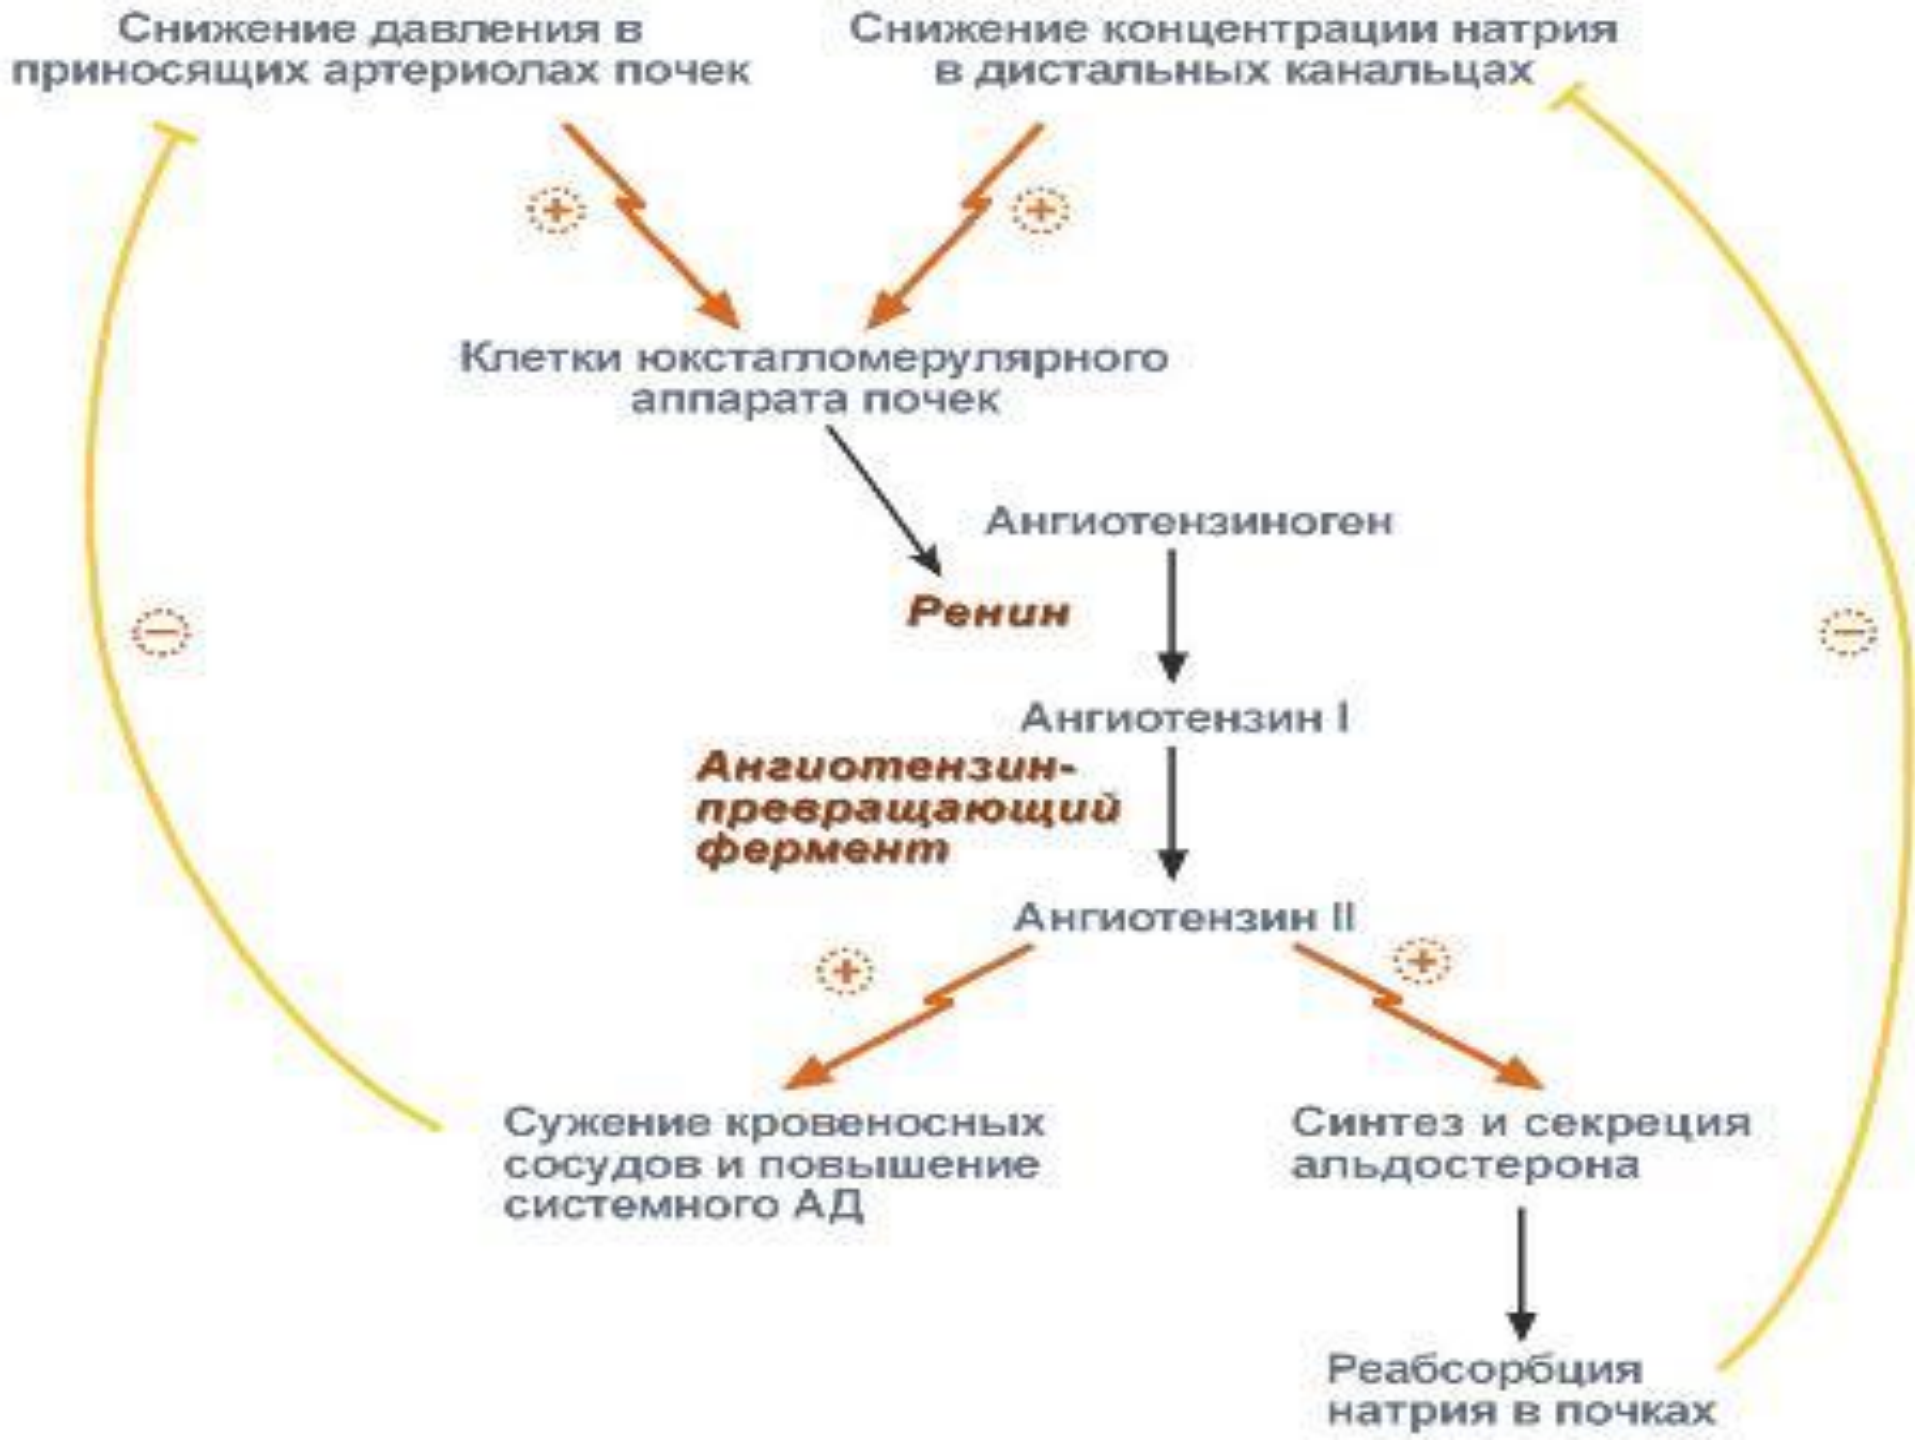 Снижение давления в
приносящих артериолах почек
Снижение концентрации натрия
в дистальных канальцах
+
+
Клетки юкстагломерулярного
аппарата почек
Ангиотензиноген
Ренин
−
−
Ангиотензин I
Ангиотензин-
превращающий
фермент
Ангиотензин II
+
+
Сужение кровеносных
сосудов и повышение
системного АД
Синтез и секреция
альдостерона
Реабсорбция
натрия в почках